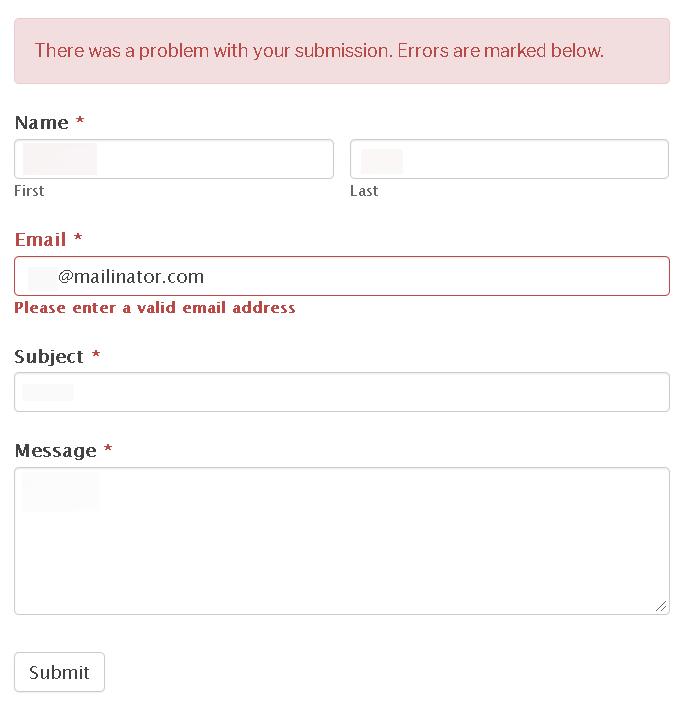 There was a problem with your submission. Errors are marked below.
Name *
First Last
Email *
@mailinator.com
Please enter a valid email address
Subject *
Message *
Submit